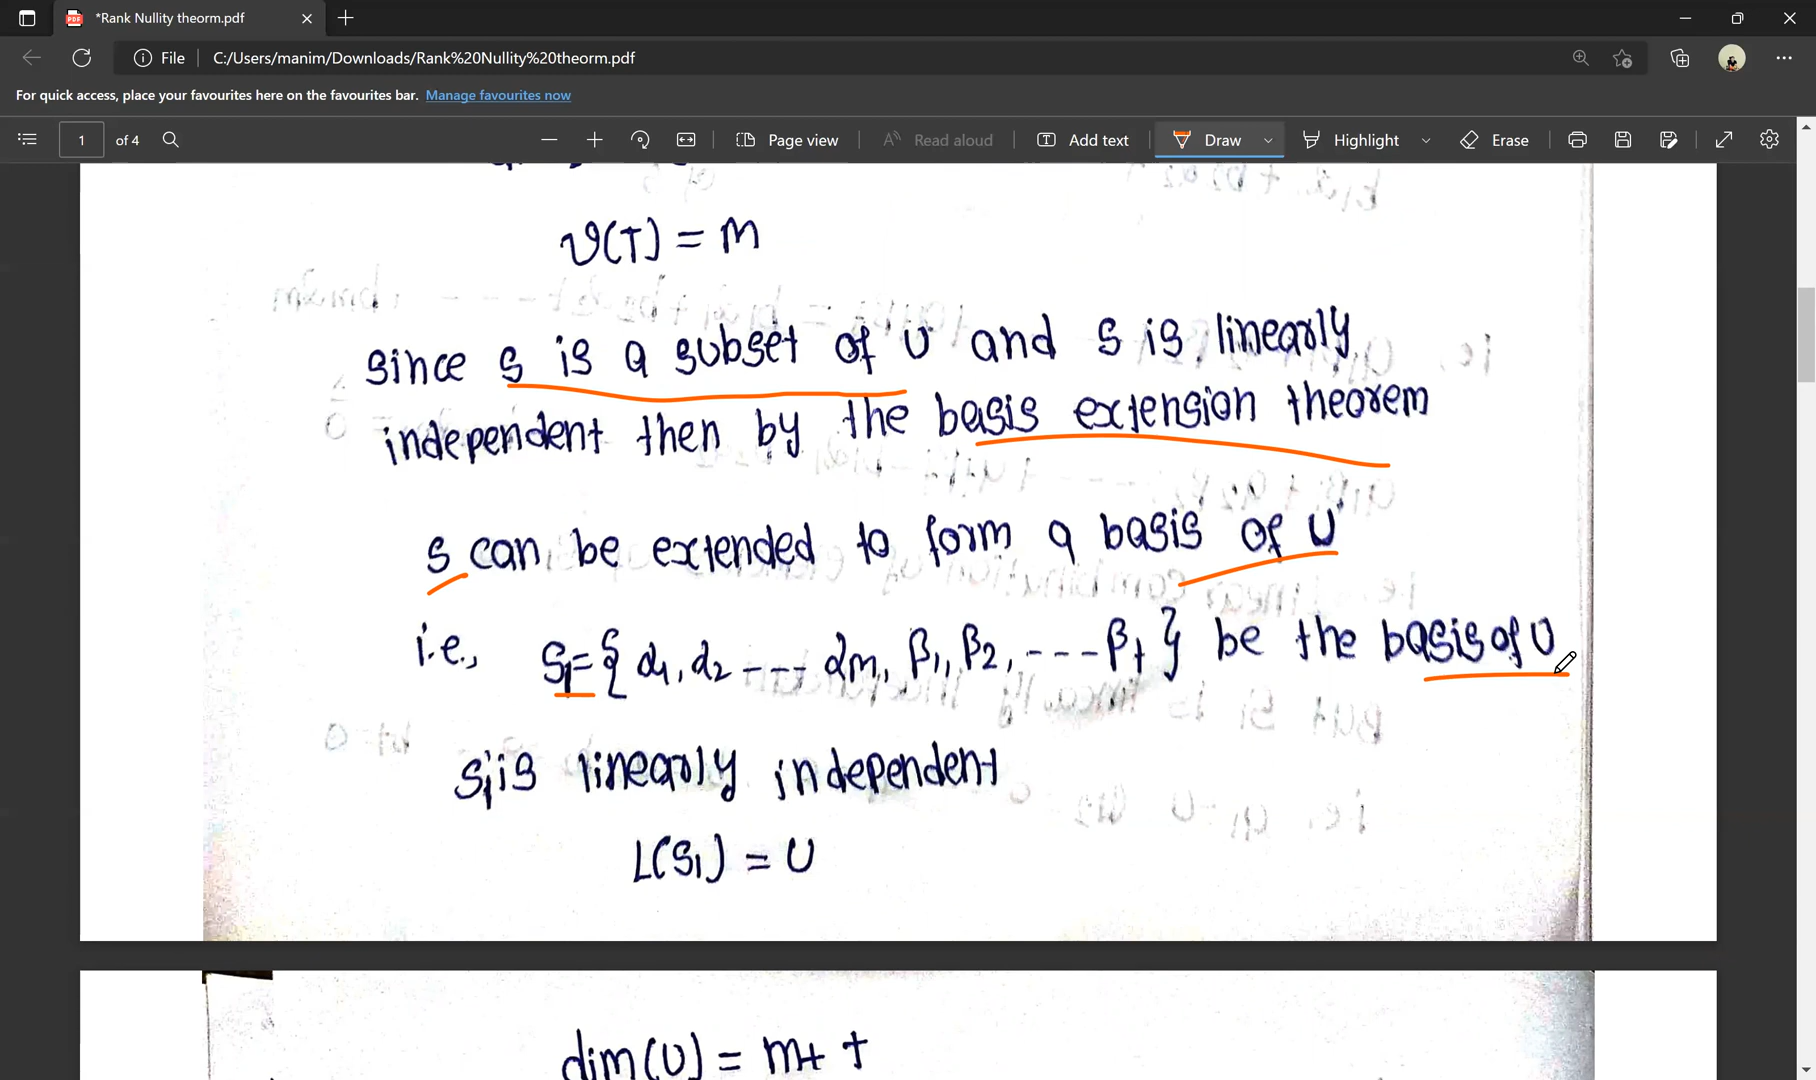 *Rank Nullity theorm.pdf
File C:/Users/manim/Downloads/Rank%20Nullity%20theorm.pdf
For quick access, place your favourites here on the favourites bar. Manage favourites now
1 of 4 Page view Read aloud Add text Draw Highlight Erase
ϑ(T) = m
since s is a subset of U and s is linearly
independent then by the basis extension theorem
s can be extended to form a basis of U
i.e., S1 = { α1, α2 ---- αm, β1, β2, ---- βt } be the basis of U
S1 is linearly independent
L(S1) = U
dim(U) = m + t